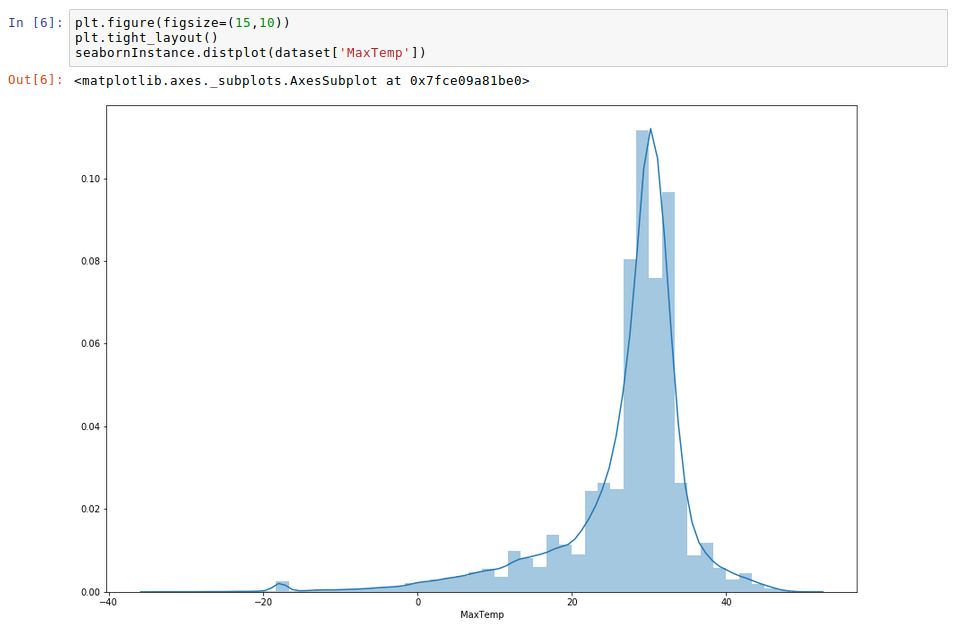 In [6]: plt.figure(figsize=(15,10))
plt.tight_layout()
seabornInstance.distplot(dataset['MaxTemp'])
Out[6]: <matplotlib.axes._subplots.AxesSubplot at 0x7fce09a81be0>
0.10
0.08
0.06
0.04
0.02
0.00
−40 −20 0 20 40
MaxTemp